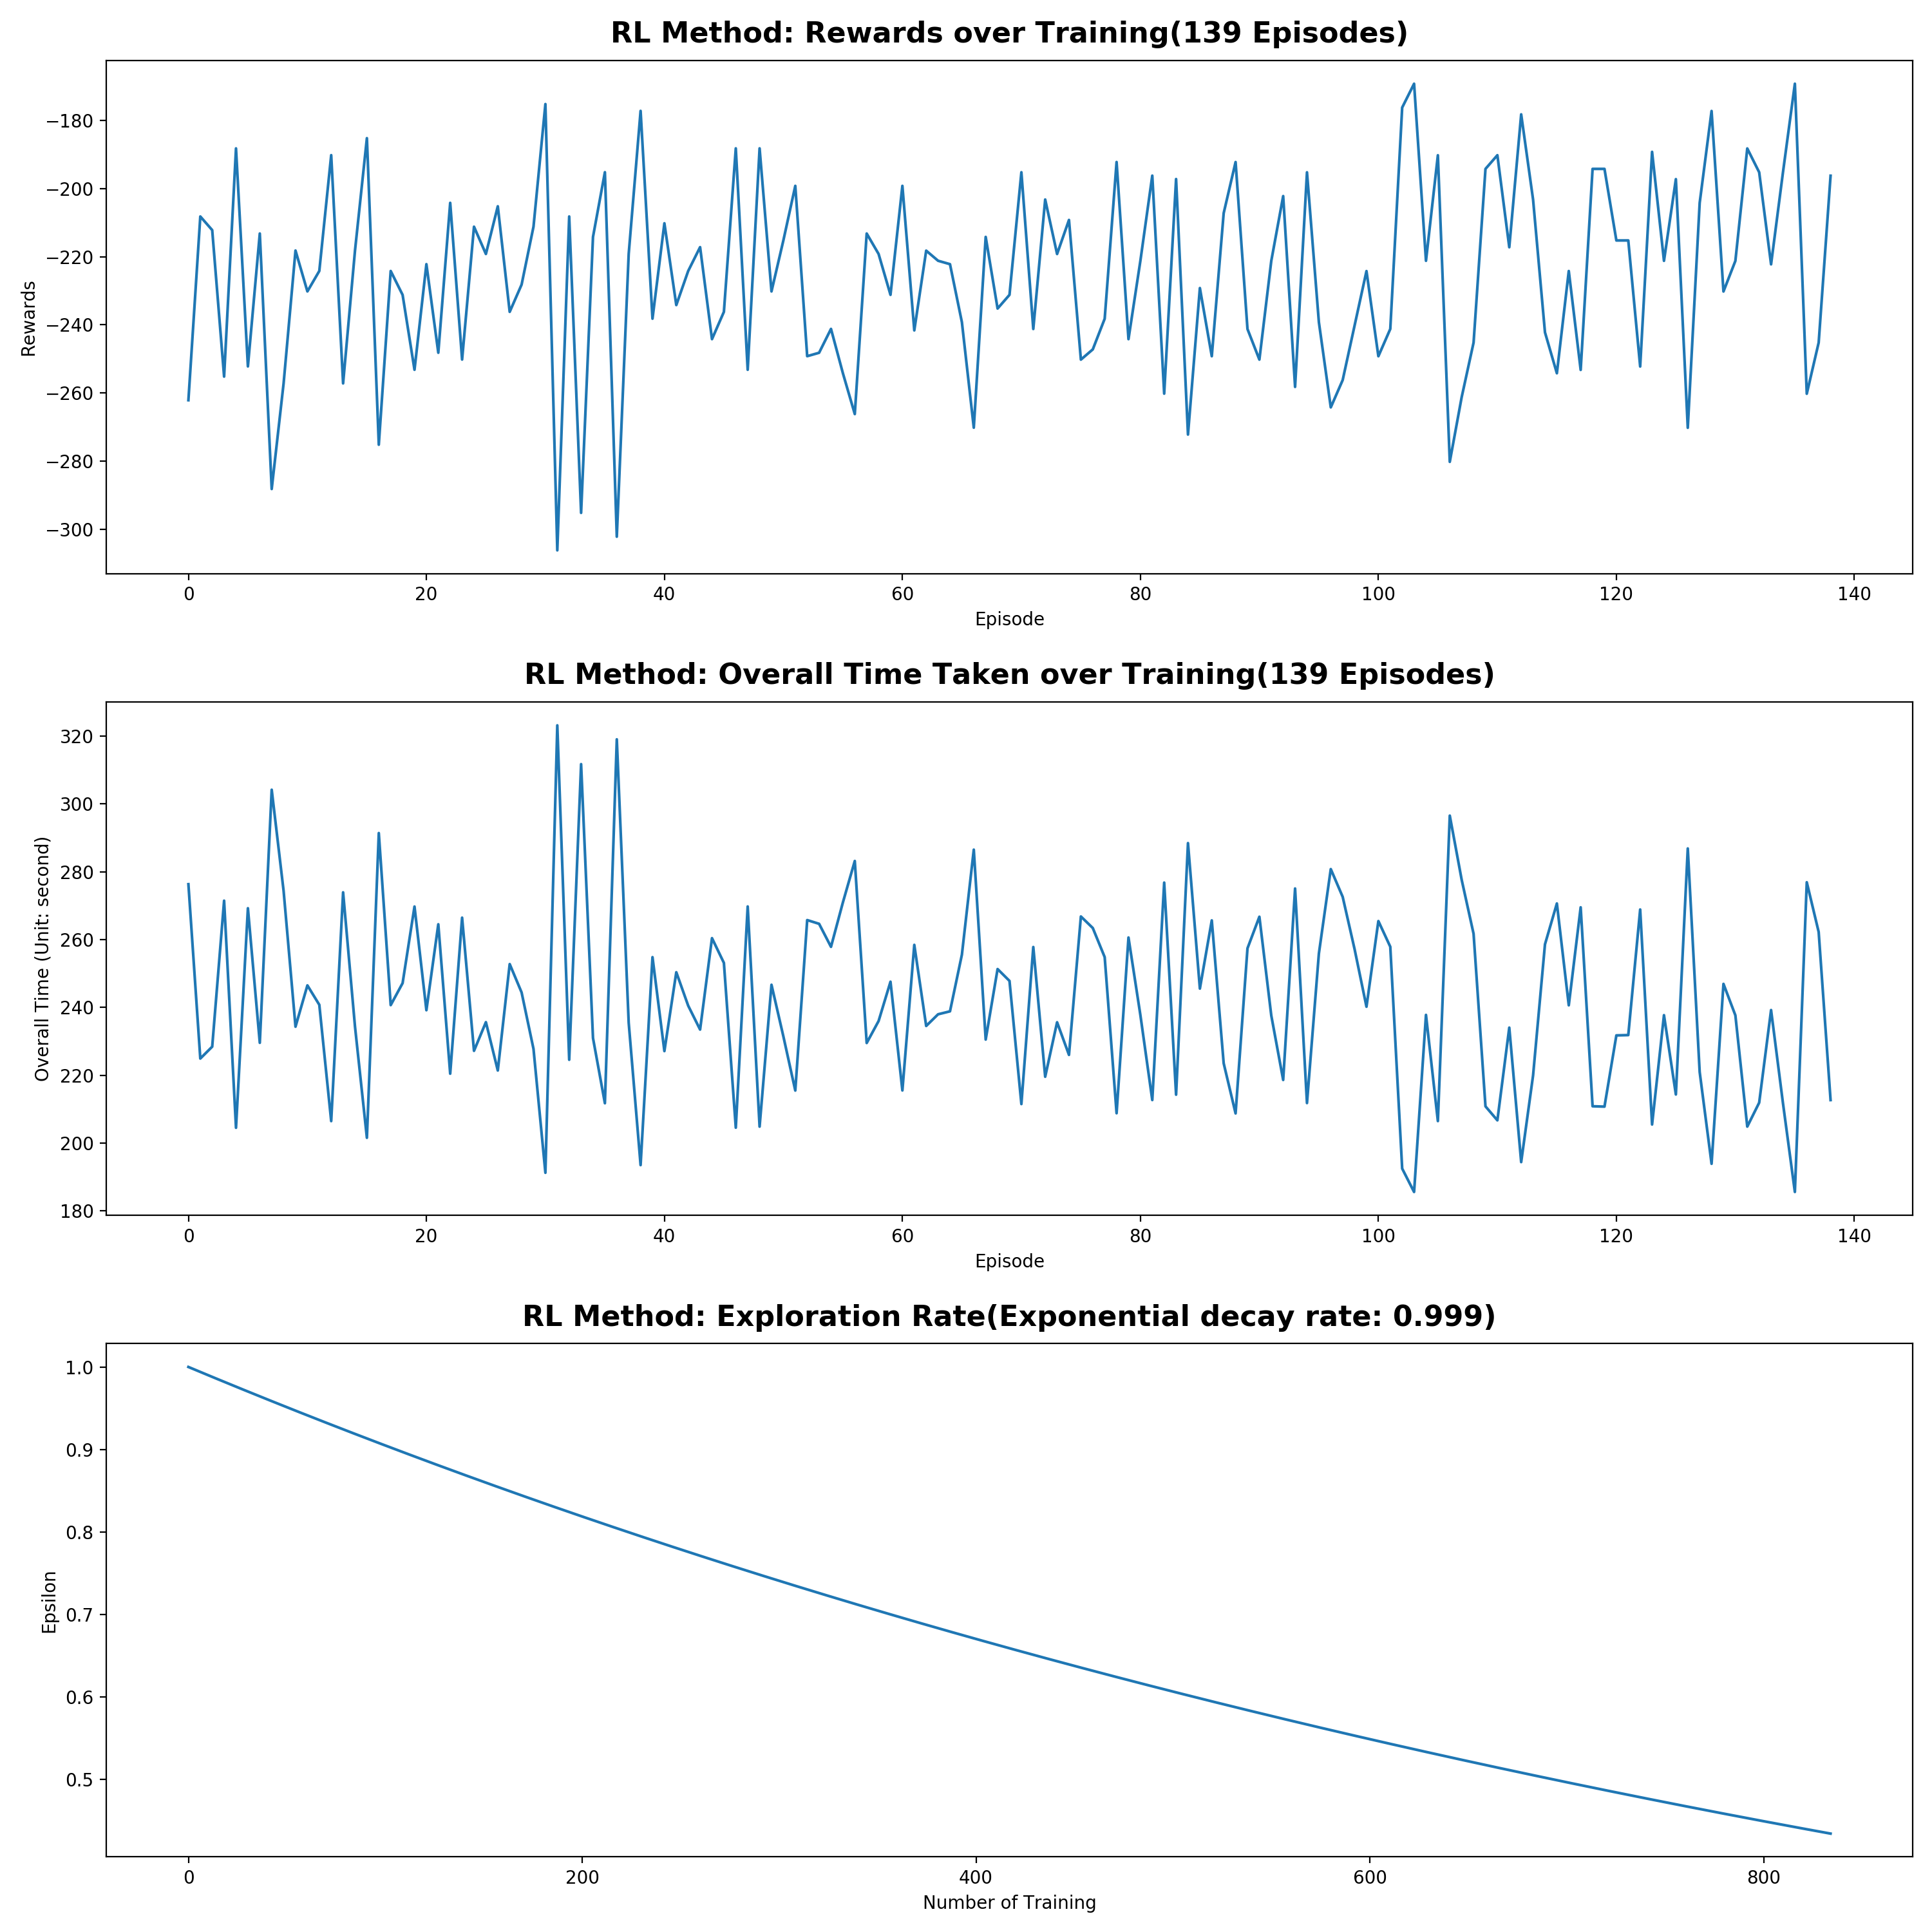 RL Method: Rewards over Training(139 Episodes)
Rewards
−180
−200
−220
−240
−260
−280
−300
0 20 40 60 80 100 120 140
Episode
RL Method: Overall Time Taken over Training(139 Episodes)
Overall Time (Unit: second)
320
300
280
260
240
220
200
180
0 20 40 60 80 100 120 140
Episode
RL Method: Exploration Rate(Exponential decay rate: 0.999)
Epsilon
1.0
0.9
0.8
0.7
0.6
0.5
0 200 400 600 800
Number of Training